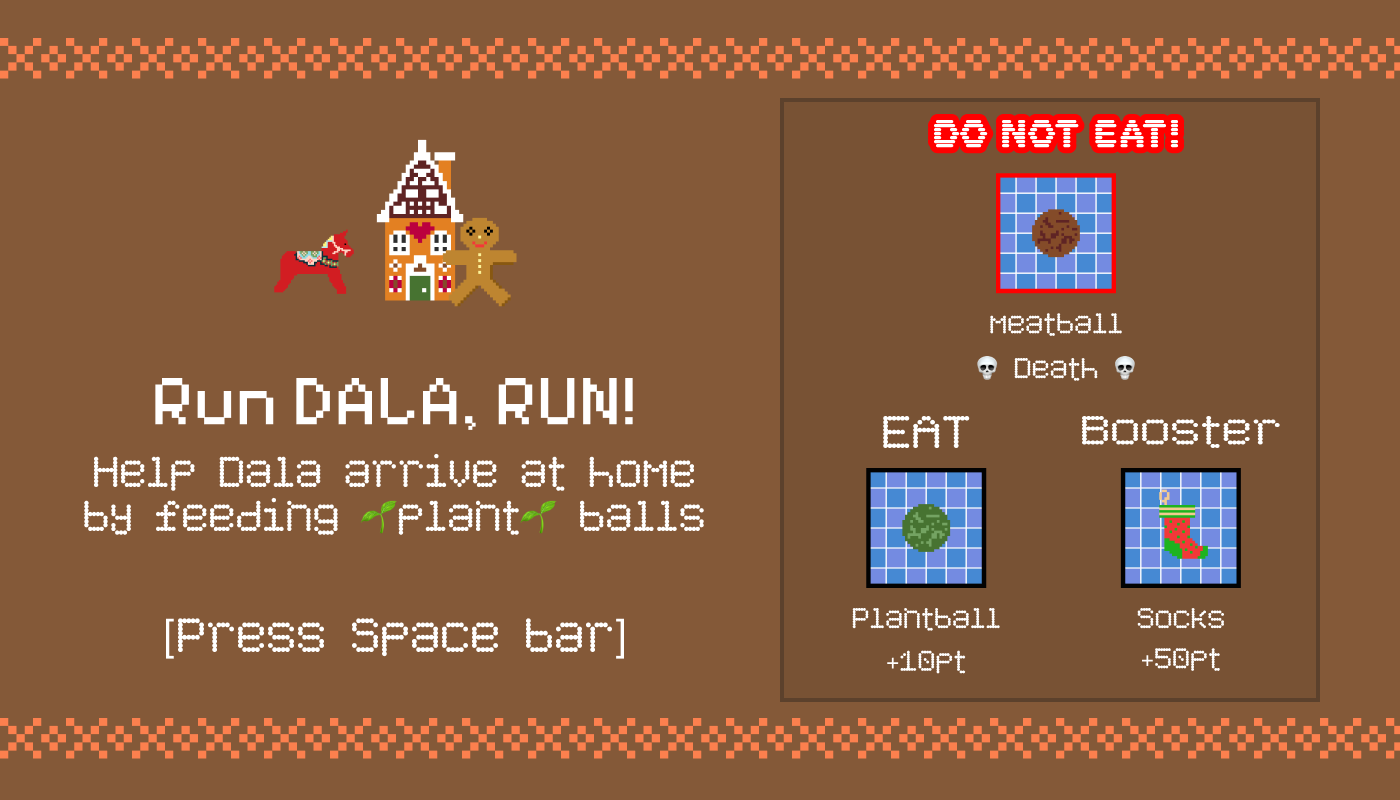 Run DALA, RUN!
Help Dala arrive at home
by feeding 🌱plant🌱 balls
[Press Space bar]
DO NOT EAT!
Meatball
💀 Death 💀
EAT
Plantball
+10pt
Booster
Socks
+50pt